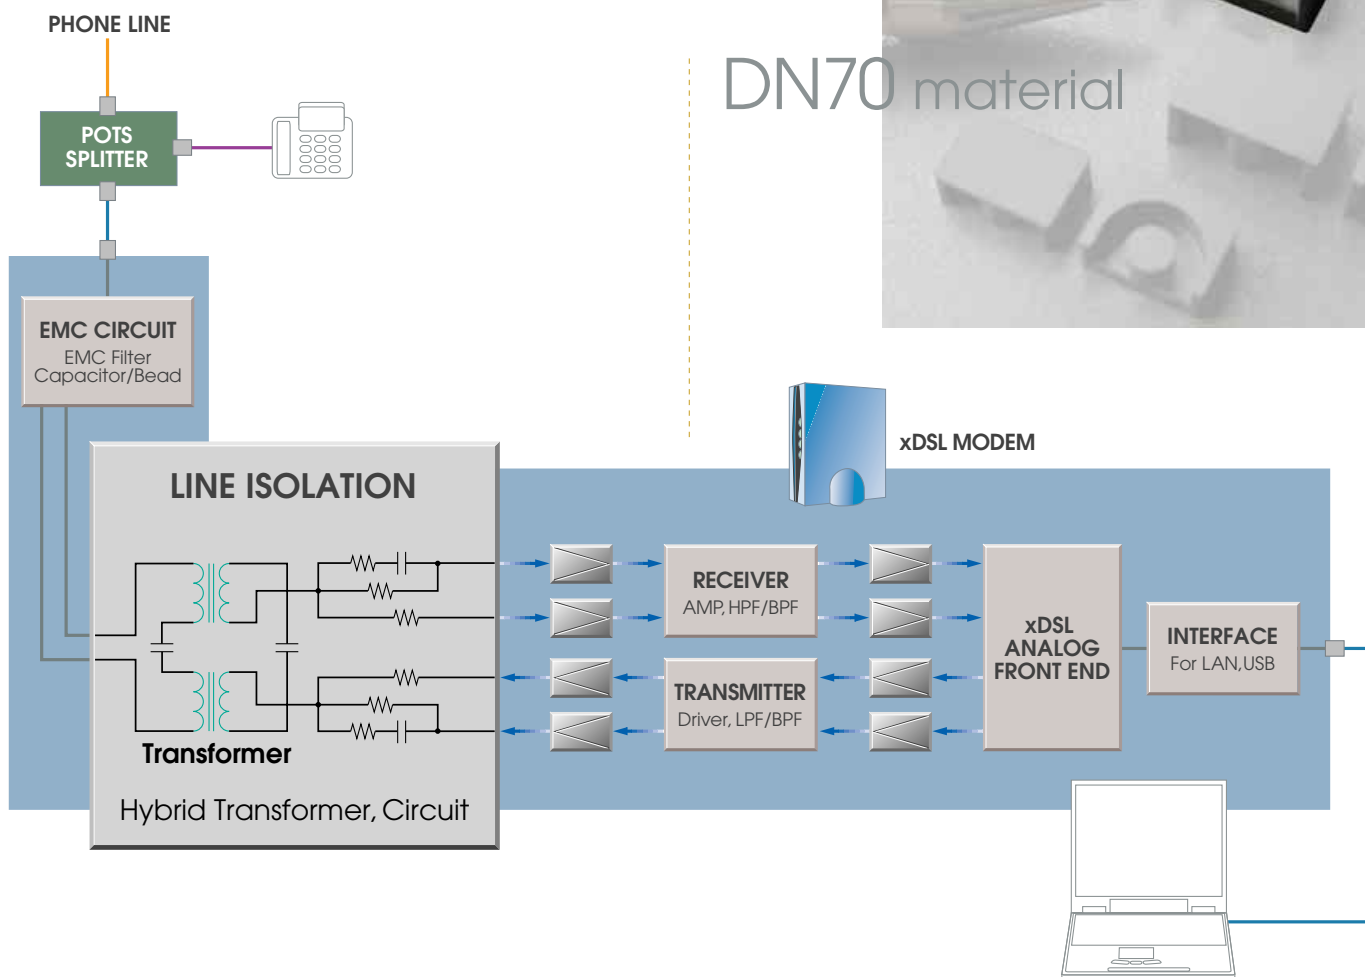 PHONE LINE
DN70 material
POTS
SPLITTER
EMC CIRCUIT
EMC Filter
Capacitor/Bead
xDSL MODEM
LINE ISOLATION
RECEIVER
AMP, HPF/BPF
TRANSMITTER
Driver, LPF/BPF
xDSL
ANALOG
FRONT END
INTERFACE
For LAN,USB
Transformer
Hybrid Transformer, Circuit